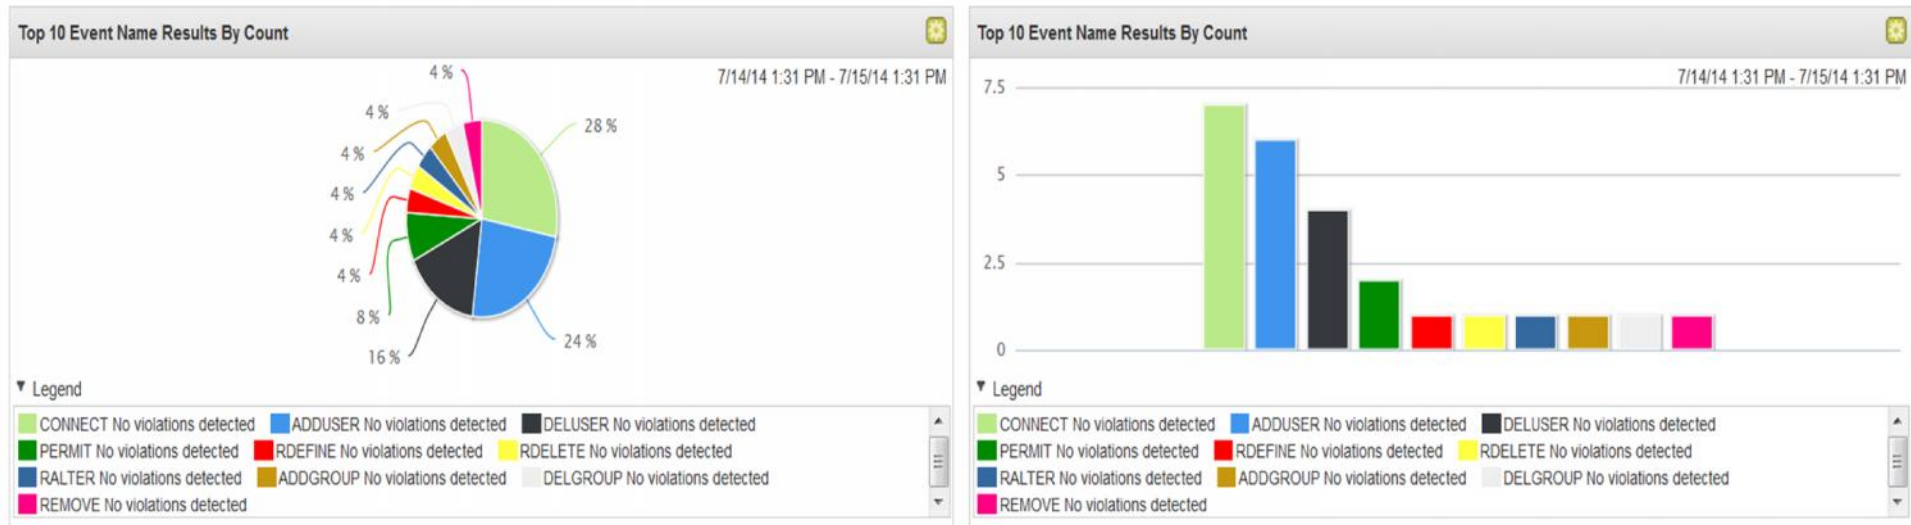 Top 10 Event Name Results By Count
7/14/14 1:31 PM - 7/15/14 1:31 PM
4 %
4 %
28 %
4 %
4 %
4 %
4 %
8 %
24 %
16 %
Legend
CONNECT No violations detected ADDUSER No violations detected DELUSER No violations detected
PERMIT No violations detected RDEFINE No violations detected RDELETE No violations detected
RALTER No violations detected ADDGROUP No violations detected DELGROUP No violations detected
REMOVE No violations detected
Top 10 Event Name Results By Count
7/14/14 1:31 PM - 7/15/14 1:31 PM
7.5
5
2.5
0
Legend
CONNECT No violations detected ADDUSER No violations detected DELUSER No violations detected
PERMIT No violations detected RDEFINE No violations detected RDELETE No violations detected
RALTER No violations detected ADDGROUP No violations detected DELGROUP No violations detected
REMOVE No violations detected